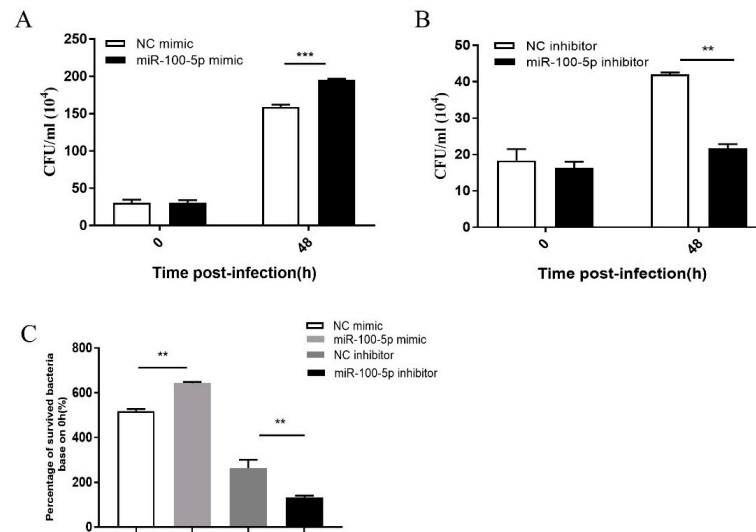 A
NC mimic
miR-100-5p mimic
CFU/ml (10⁴)
250
200
150
100
50
0
***
0
48
Time post-infection(h)
B
NC inhibitor
miR-100-5p inhibitor
CFU/ml (10⁴)
50
40
30
20
10
0
**
0
48
Time post-infection(h)
C
NC mimic
miR-100-5p mimic
NC inhibitor
miR-100-5p inhibitor
Percentage of survived bacteria
base on 0h(%)
800
600
400
200
0
**
**